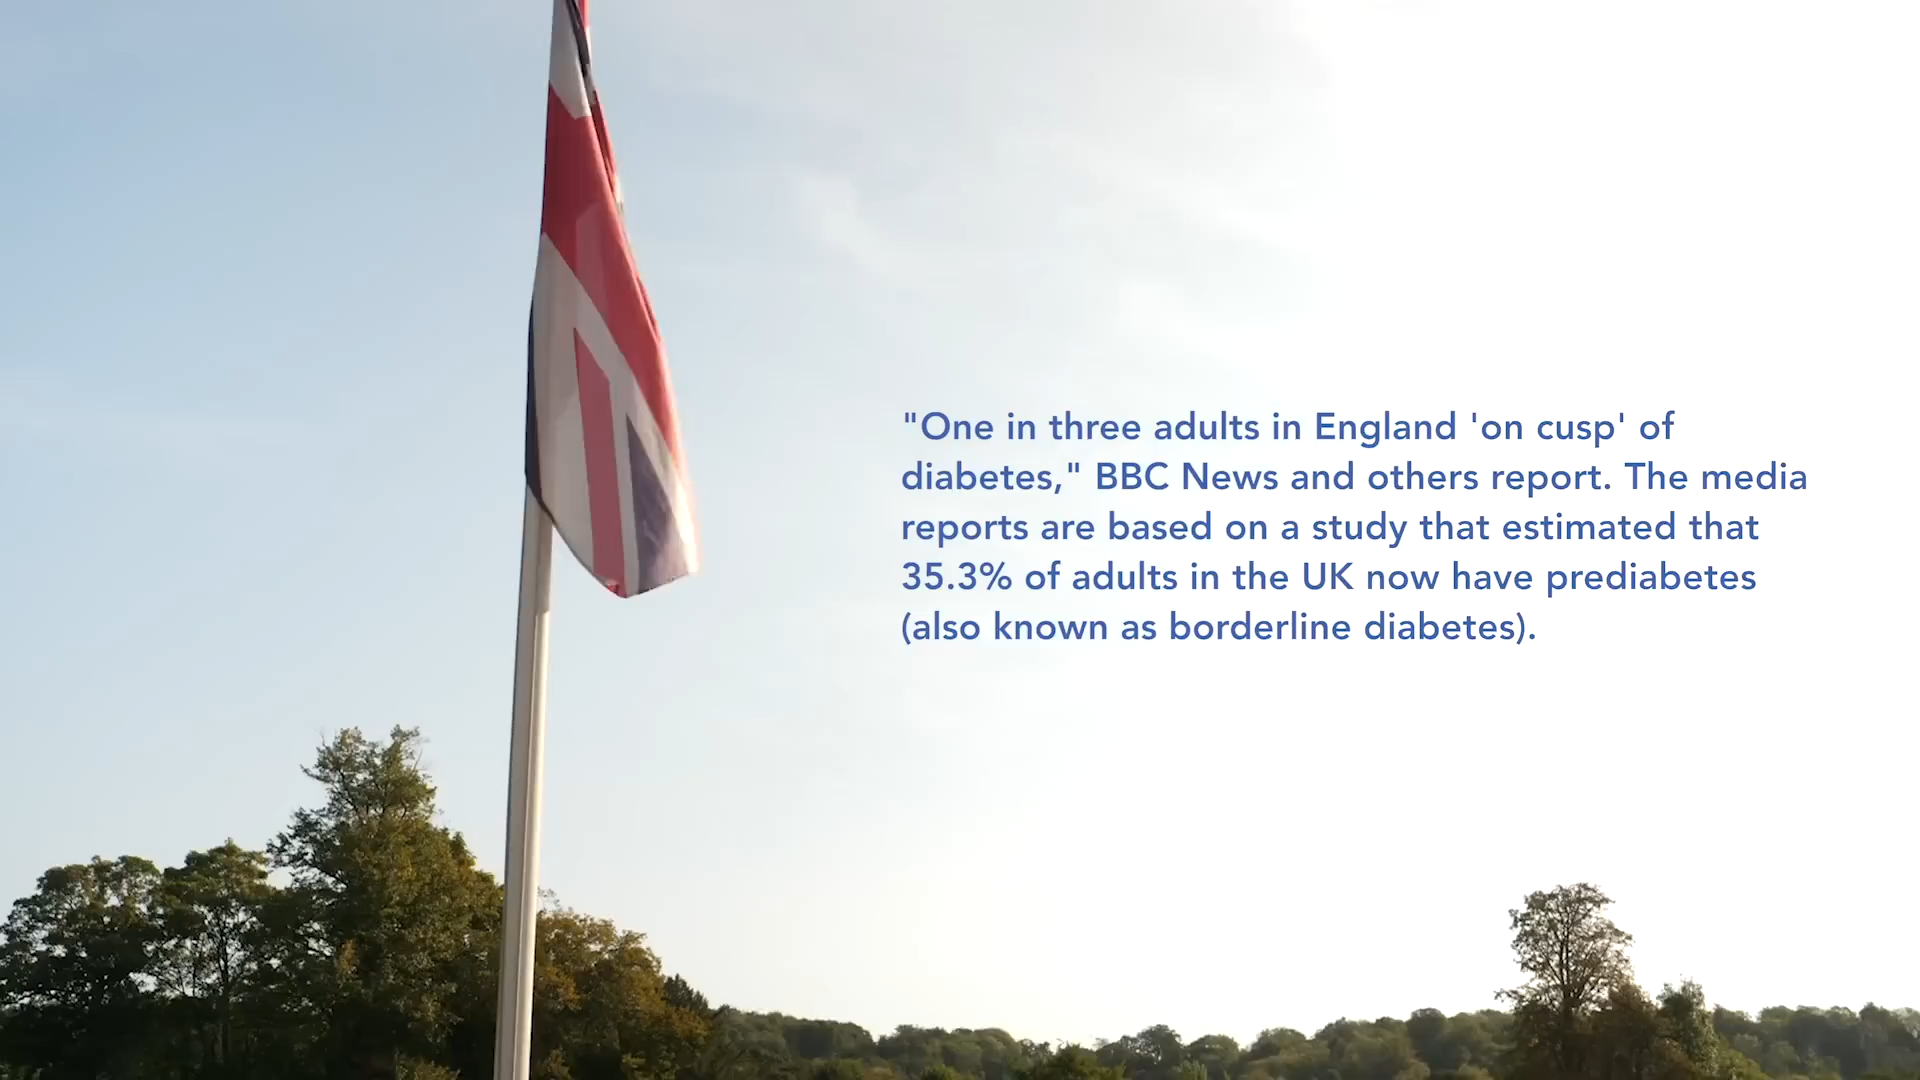 "One in three adults in England 'on cusp' of
diabetes," BBC News and others report. The media
reports are based on a study that estimated that
35.3% of adults in the UK now have prediabetes
(also known as borderline diabetes).